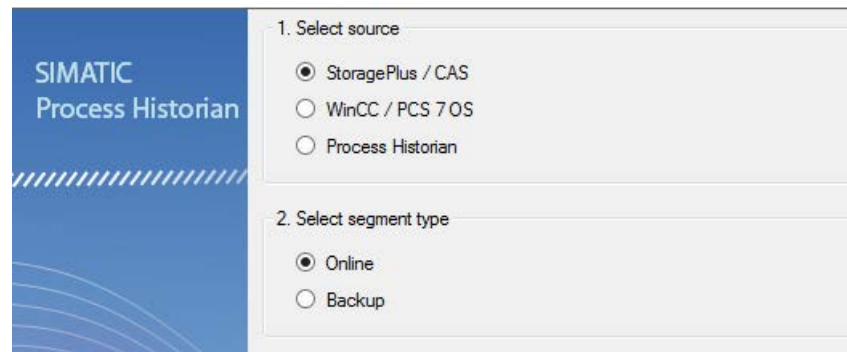 SIMATIC
Process Historian
1. Select source
StoragePlus / CAS
WinCC / PCS 7 OS
Process Historian
2. Select segment type
Online
Backup